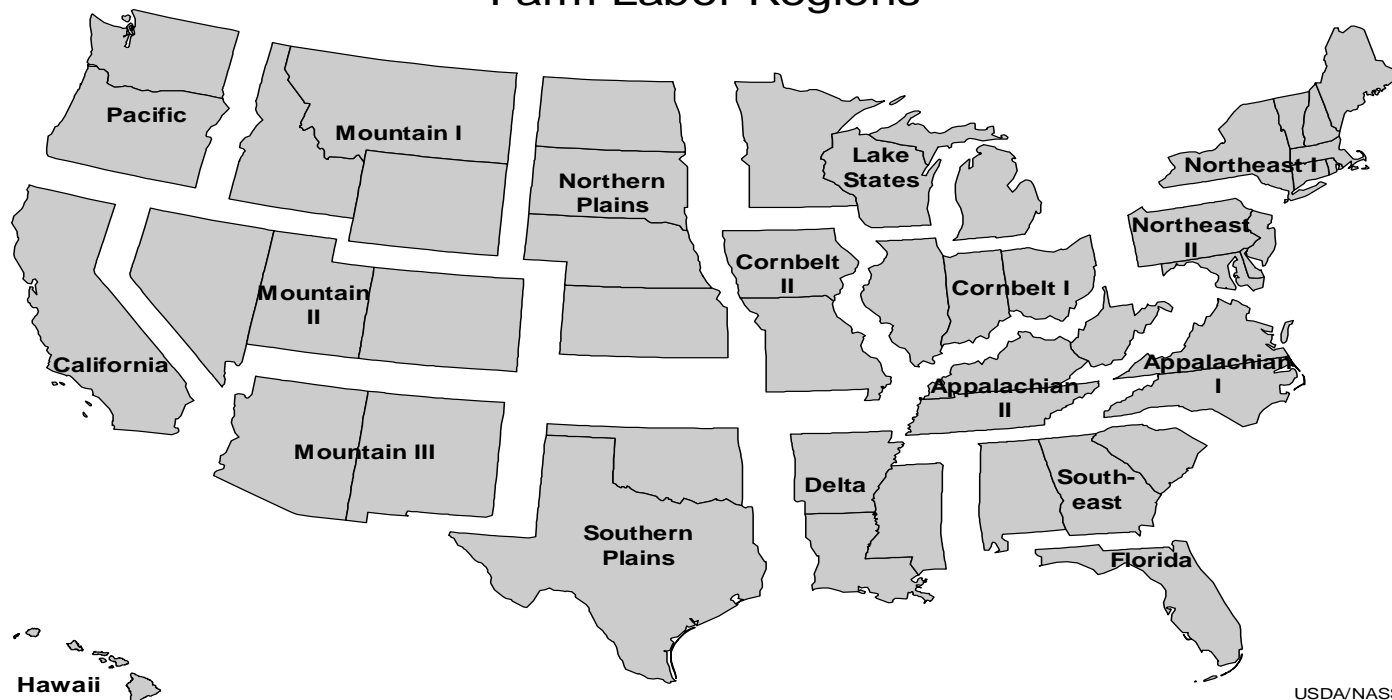 Farm Labor Regions
Pacific
Mountain I
Northern
Plains
Lake
States
Northeast I
Northeast
II
Cornbelt
II
Cornbelt I
Mountain
II
California
Appalachian
I
Appalachian
II
Mountain III
Delta
South-
east
Southern
Plains
Florida
Hawaii
USDA/NASS